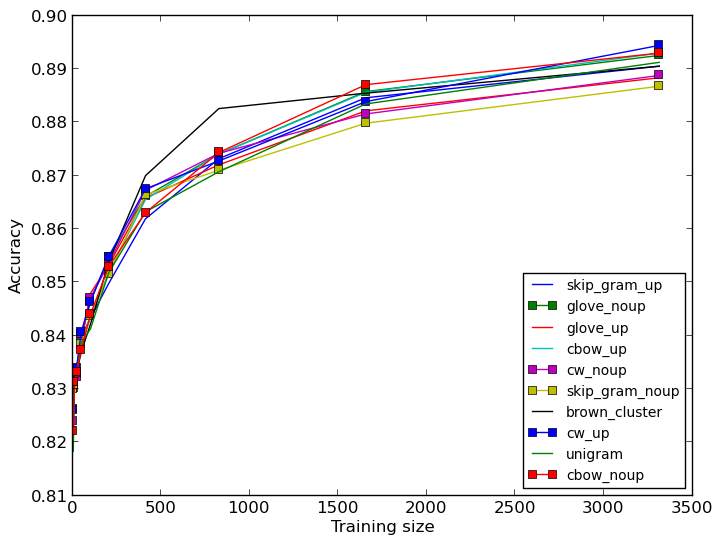 0.90
0.89
0.88
0.87
0.86
0.85
0.84
0.83
0.82
0.81
Accuracy
skip_gram_up
glove_noup
glove_up
cbow_up
cw_noup
skip_gram_noup
brown_cluster
cw_up
unigram
cbow_noup
0 500 1000 1500 2000 2500 3000 3500
Training size